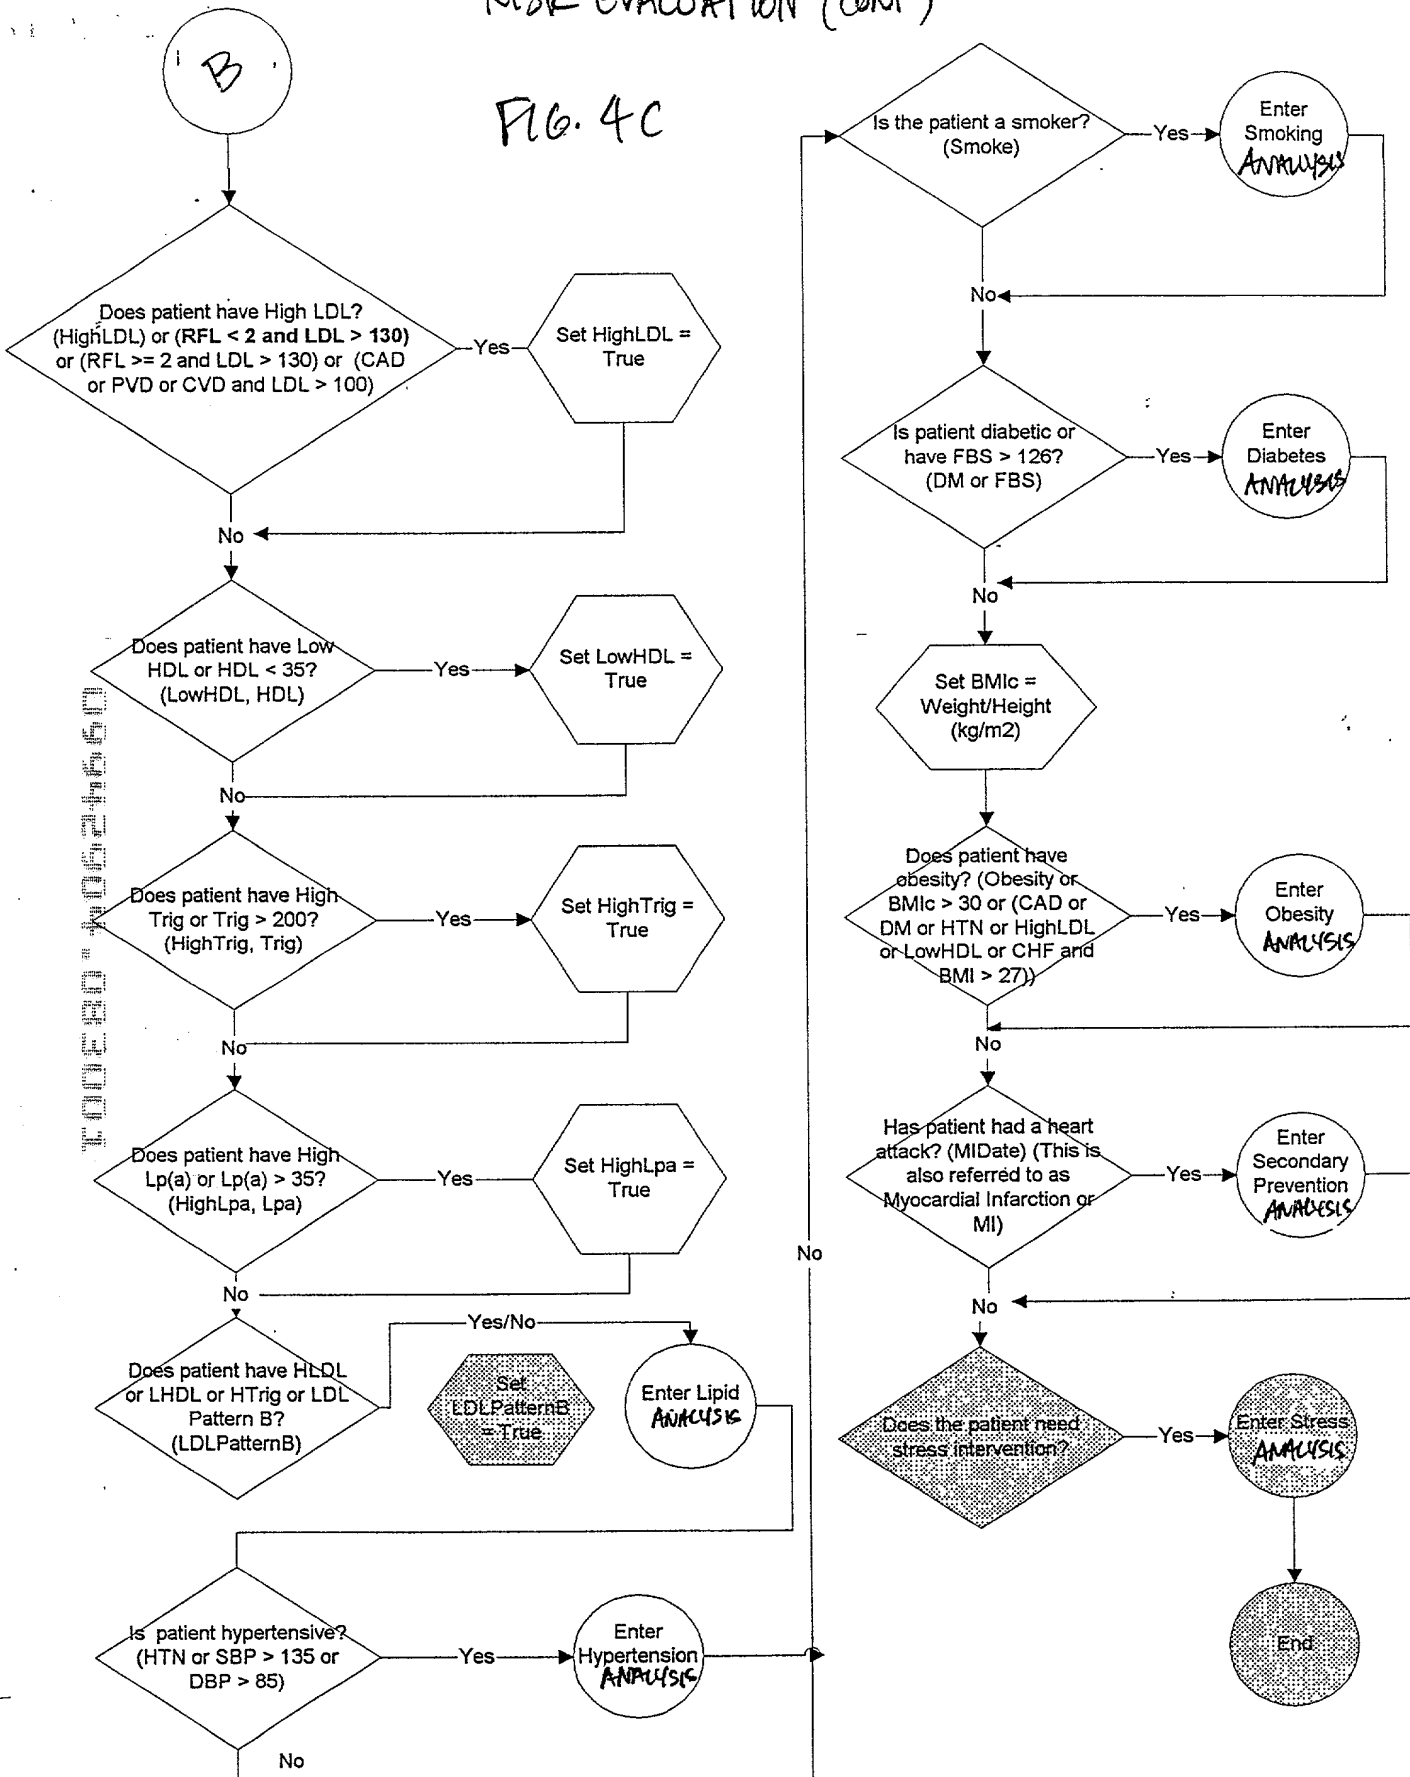 RISK EVALUATION (CONT)
B
FIG. 4C
Does patient have High LDL?
(HighLDL) or (RFL < 2 and LDL > 130)
or (RFL >= 2 and LDL > 130) or (CAD
or PVD or CVD and LDL > 100)
Yes
Set HighLDL =
True
No
Does patient have Low
HDL or HDL < 35?
(LowHDL, HDL)
Yes
Set LowHDL =
True
No
Does patient have High
Trig or Trig > 200?
(HighTrig, Trig)
Yes
Set HighTrig =
True
No
Does patient have High
Lp(a) or Lp(a) > 35?
(HighLpa, Lpa)
Yes
Set HighLpa =
True
No
Does patient have HLDL
or LHDL or HTrig or LDL
Pattern B?
(LDLPatternB)
Yes/No
Set
LDLPatternB
= True
Enter Lipid
ANALYSIS
Is patient hypertensive?
(HTN or SBP > 135 or
DBP > 85)
Yes
Enter
Hypertension
ANALYSIS
No
No
Is the patient a smoker?
(Smoke)
Yes
Enter
Smoking
ANALYSIS
No
Is patient diabetic or
have FBS > 126?
(DM or FBS)
Yes
Enter
Diabetes
ANALYSIS
No
Set BMIc =
Weight/Height
(kg/m2)
Does patient have
obesity? (Obesity or
BMIc > 30 or (CAD or
DM or HTN or HighLDL
or LowHDL or CHF and
BMI > 27))
Yes
Enter
Obesity
ANALYSIS
No
Has patient had a heart
attack? (MIDate) (This is
also referred to as
Myocardial Infarction or
MI)
Yes
Enter
Secondary
Prevention
ANALYSIS
No
Does the patient need
stress intervention?
Yes
Enter Stress
ANALYSIS
End